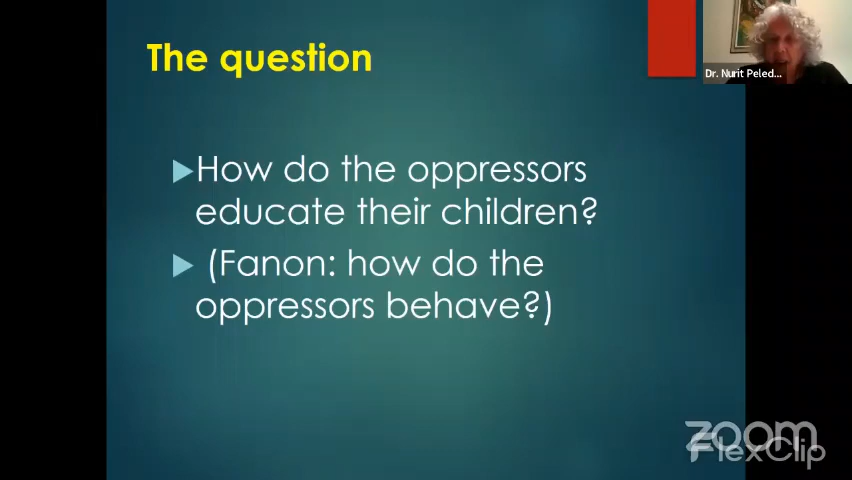 The question
Dr. Nurit Peled...
▶How do the oppressors
educate their children?
▶ (Fanon: how do the
oppressors behave?)
zoom
FlexClip